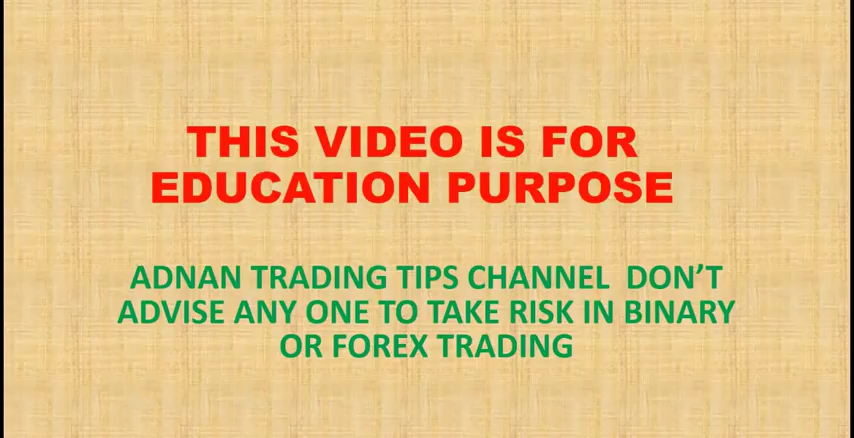 THIS VIDEO IS FOR
EDUCATION PURPOSE
ADNAN TRADING TIPS CHANNEL DON’T
ADVISE ANY ONE TO TAKE RISK IN BINARY
OR FOREX TRADING